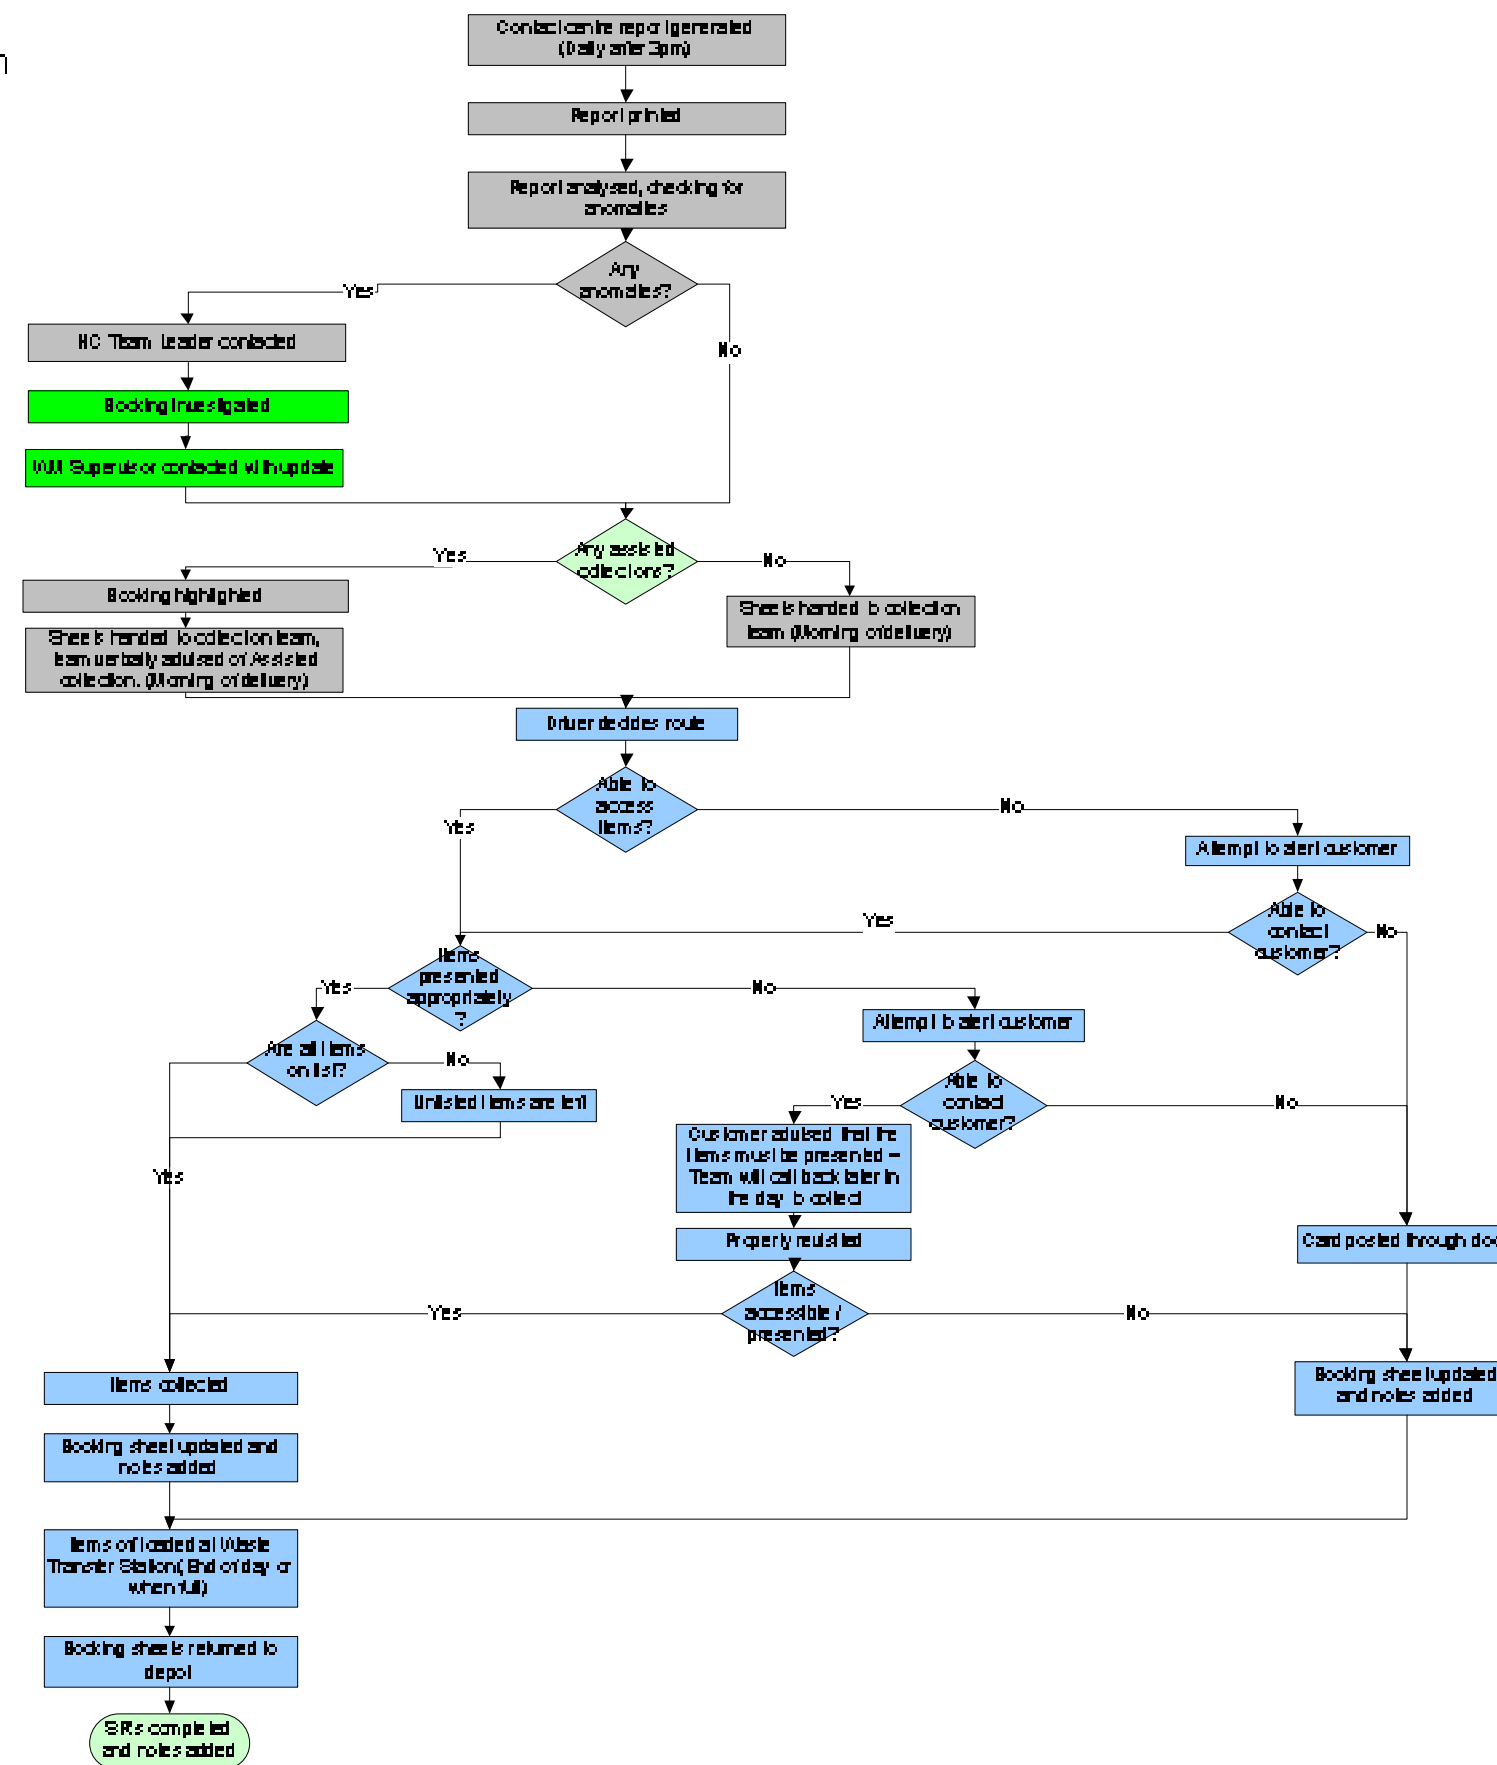 n
Contact centre report generated
(Daily after 3pm)
Report printed
Report analysed, checking for
anomalies
Any
anomalies?
Yes
No
NC Team Leader contacted
Booking investigated
WM Supervisor contacted with update
Any assisted
collections?
Yes
No
Booking highlighted
Sheets handed to collection team,
team verbally advised of Assisted
collection. (Morning of delivery)
Sheets handed to collection
team (Morning of delivery)
Driver decides route
Able to
access
items?
Yes
No
Attempt to alert customer
Able to
contact
customer?
Yes
No
Items
presented
appropriately
?
Yes
No
Attempt to alert customer
Are all items
on list?
No
Unlisted items are left
Able to
contact
customer?
Yes
No
Customer advised that the
items must be presented –
Team will call back later in
the day to collect
Yes
Property revisited
Card posted through doo
Items
accessible /
presented?
Yes
No
Items collected
Booking sheet updated
and notes added
Booking sheet updated and
notes added
Items offloaded at Waste
Transfer Station( End of day or
when full)
Booking sheets returned to
depot
SRs completed
and notes added